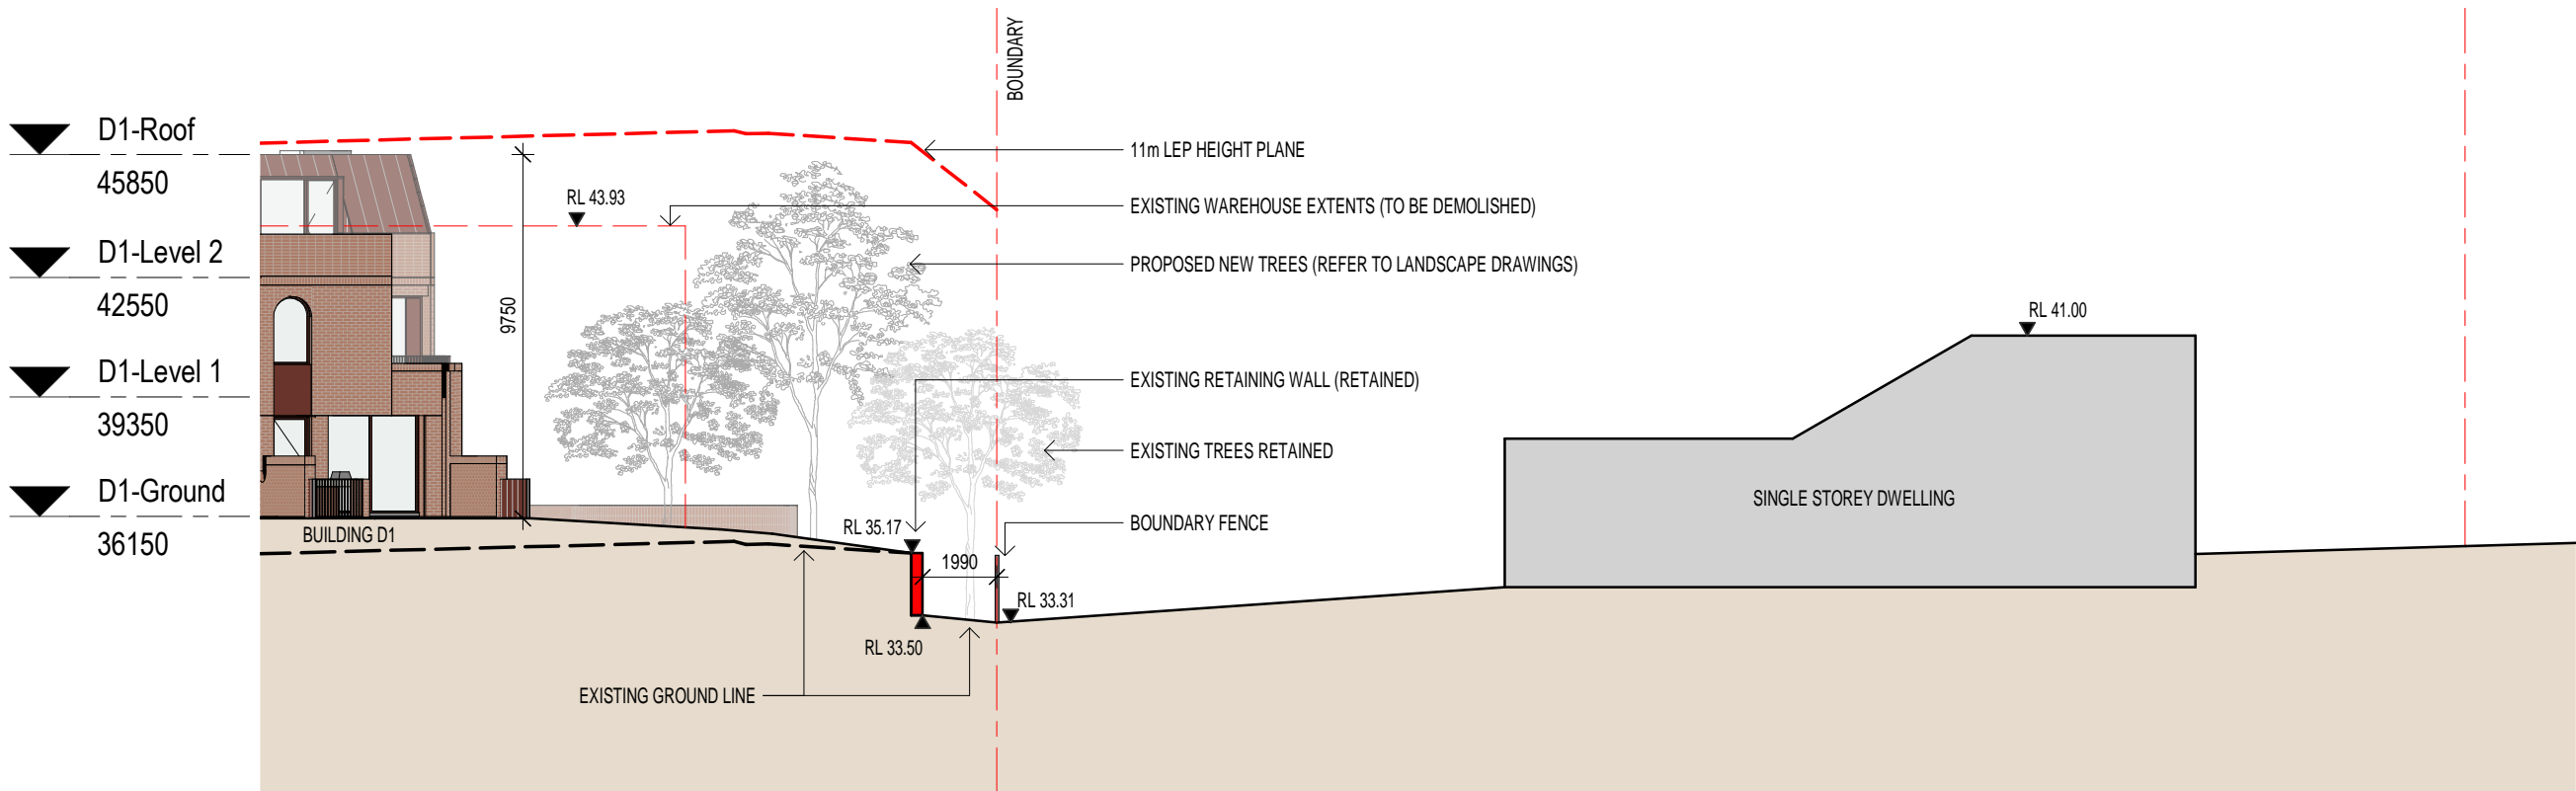 BOUNDARY
D1-Roof
45850
11m LEP HEIGHT PLANE
RL 43.93
EXISTING WAREHOUSE EXTENTS (TO BE DEMOLISHED)
D1-Level 2
42550
PROPOSED NEW TREES (REFER TO LANDSCAPE DRAWINGS)
9750
RL 41.00
D1-Level 1
39350
EXISTING RETAINING WALL (RETAINED)
EXISTING TREES RETAINED
D1-Ground
36150
SINGLE STOREY DWELLING
BUILDING D1
RL 35.17
BOUNDARY FENCE
1990
RL 33.31
RL 33.50
EXISTING GROUND LINE